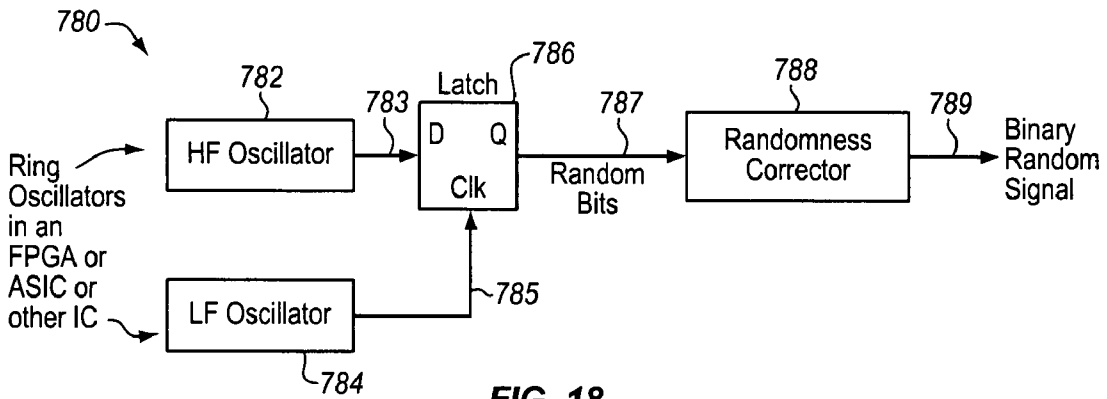 780
782
HF Oscillator
783
Latch
786
D Q
Clk
787
Random
Bits
788
Randomness
Corrector
789
Binary
Random
Signal
Ring
Oscillators
in an
FPGA or
ASIC or
other IC
LF Oscillator
784
785
FIG. 18